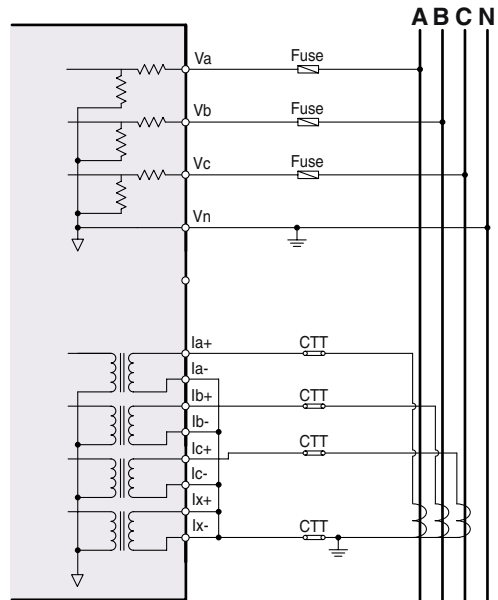 A B C N
Va Fuse
Vb Fuse
Vc Fuse
Vn
Ia+ CTT
Ia-
Ib+ CTT
Ib-
Ic+ CTT
Ic-
Ix+
Ix- CTT